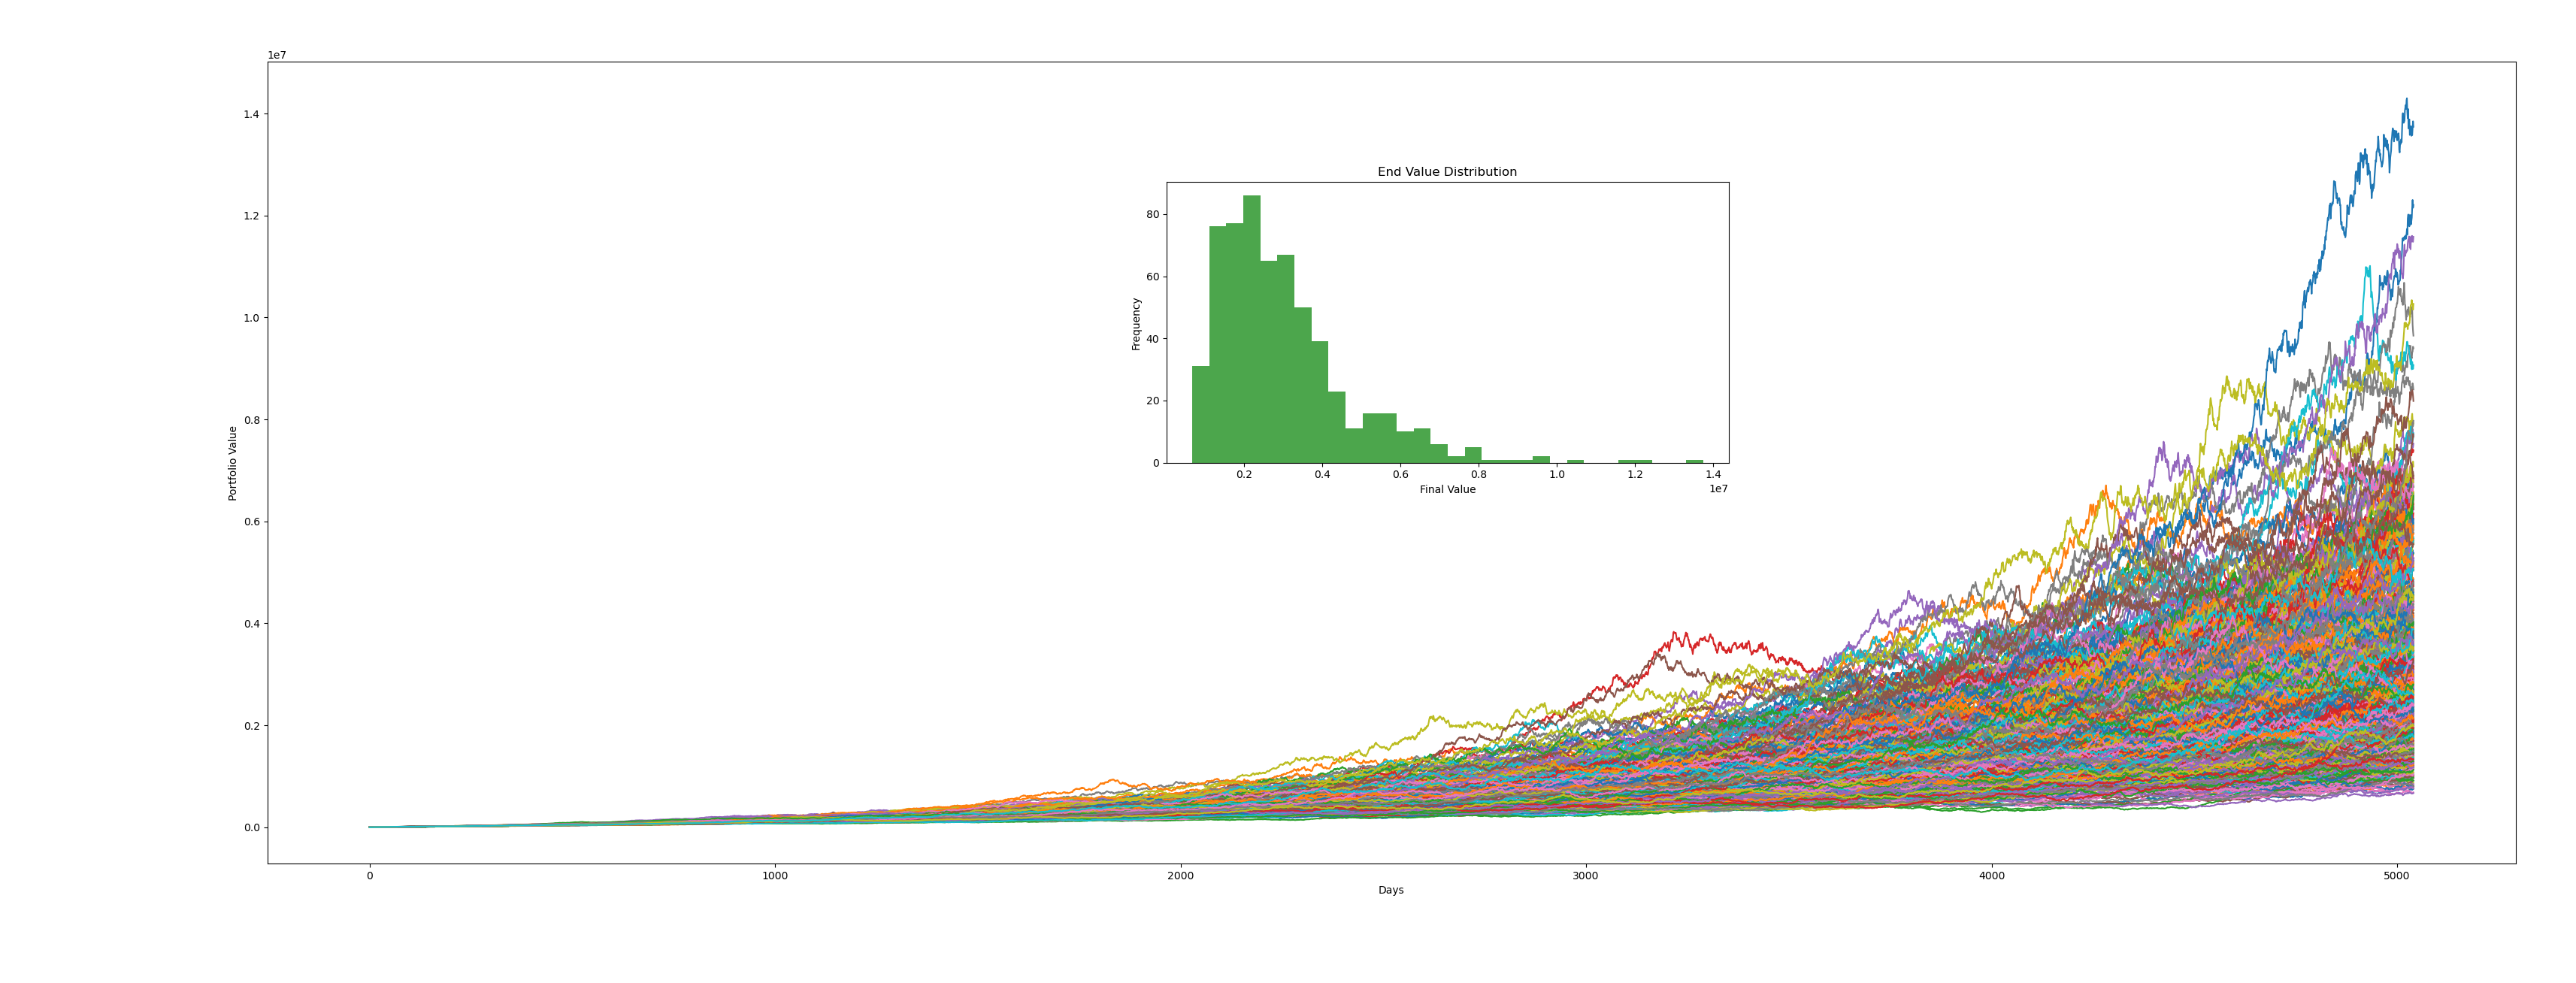 1e7
1.4
1.2
1.0
0.8
0.6
0.4
0.2
0.0
Portfolio Value
End Value Distribution
80
60
40
20
0
Frequency
0.2 0.4 0.6 0.8 1.0 1.2 1.4
Final Value
1e7
0 1000 2000 3000 4000 5000
Days